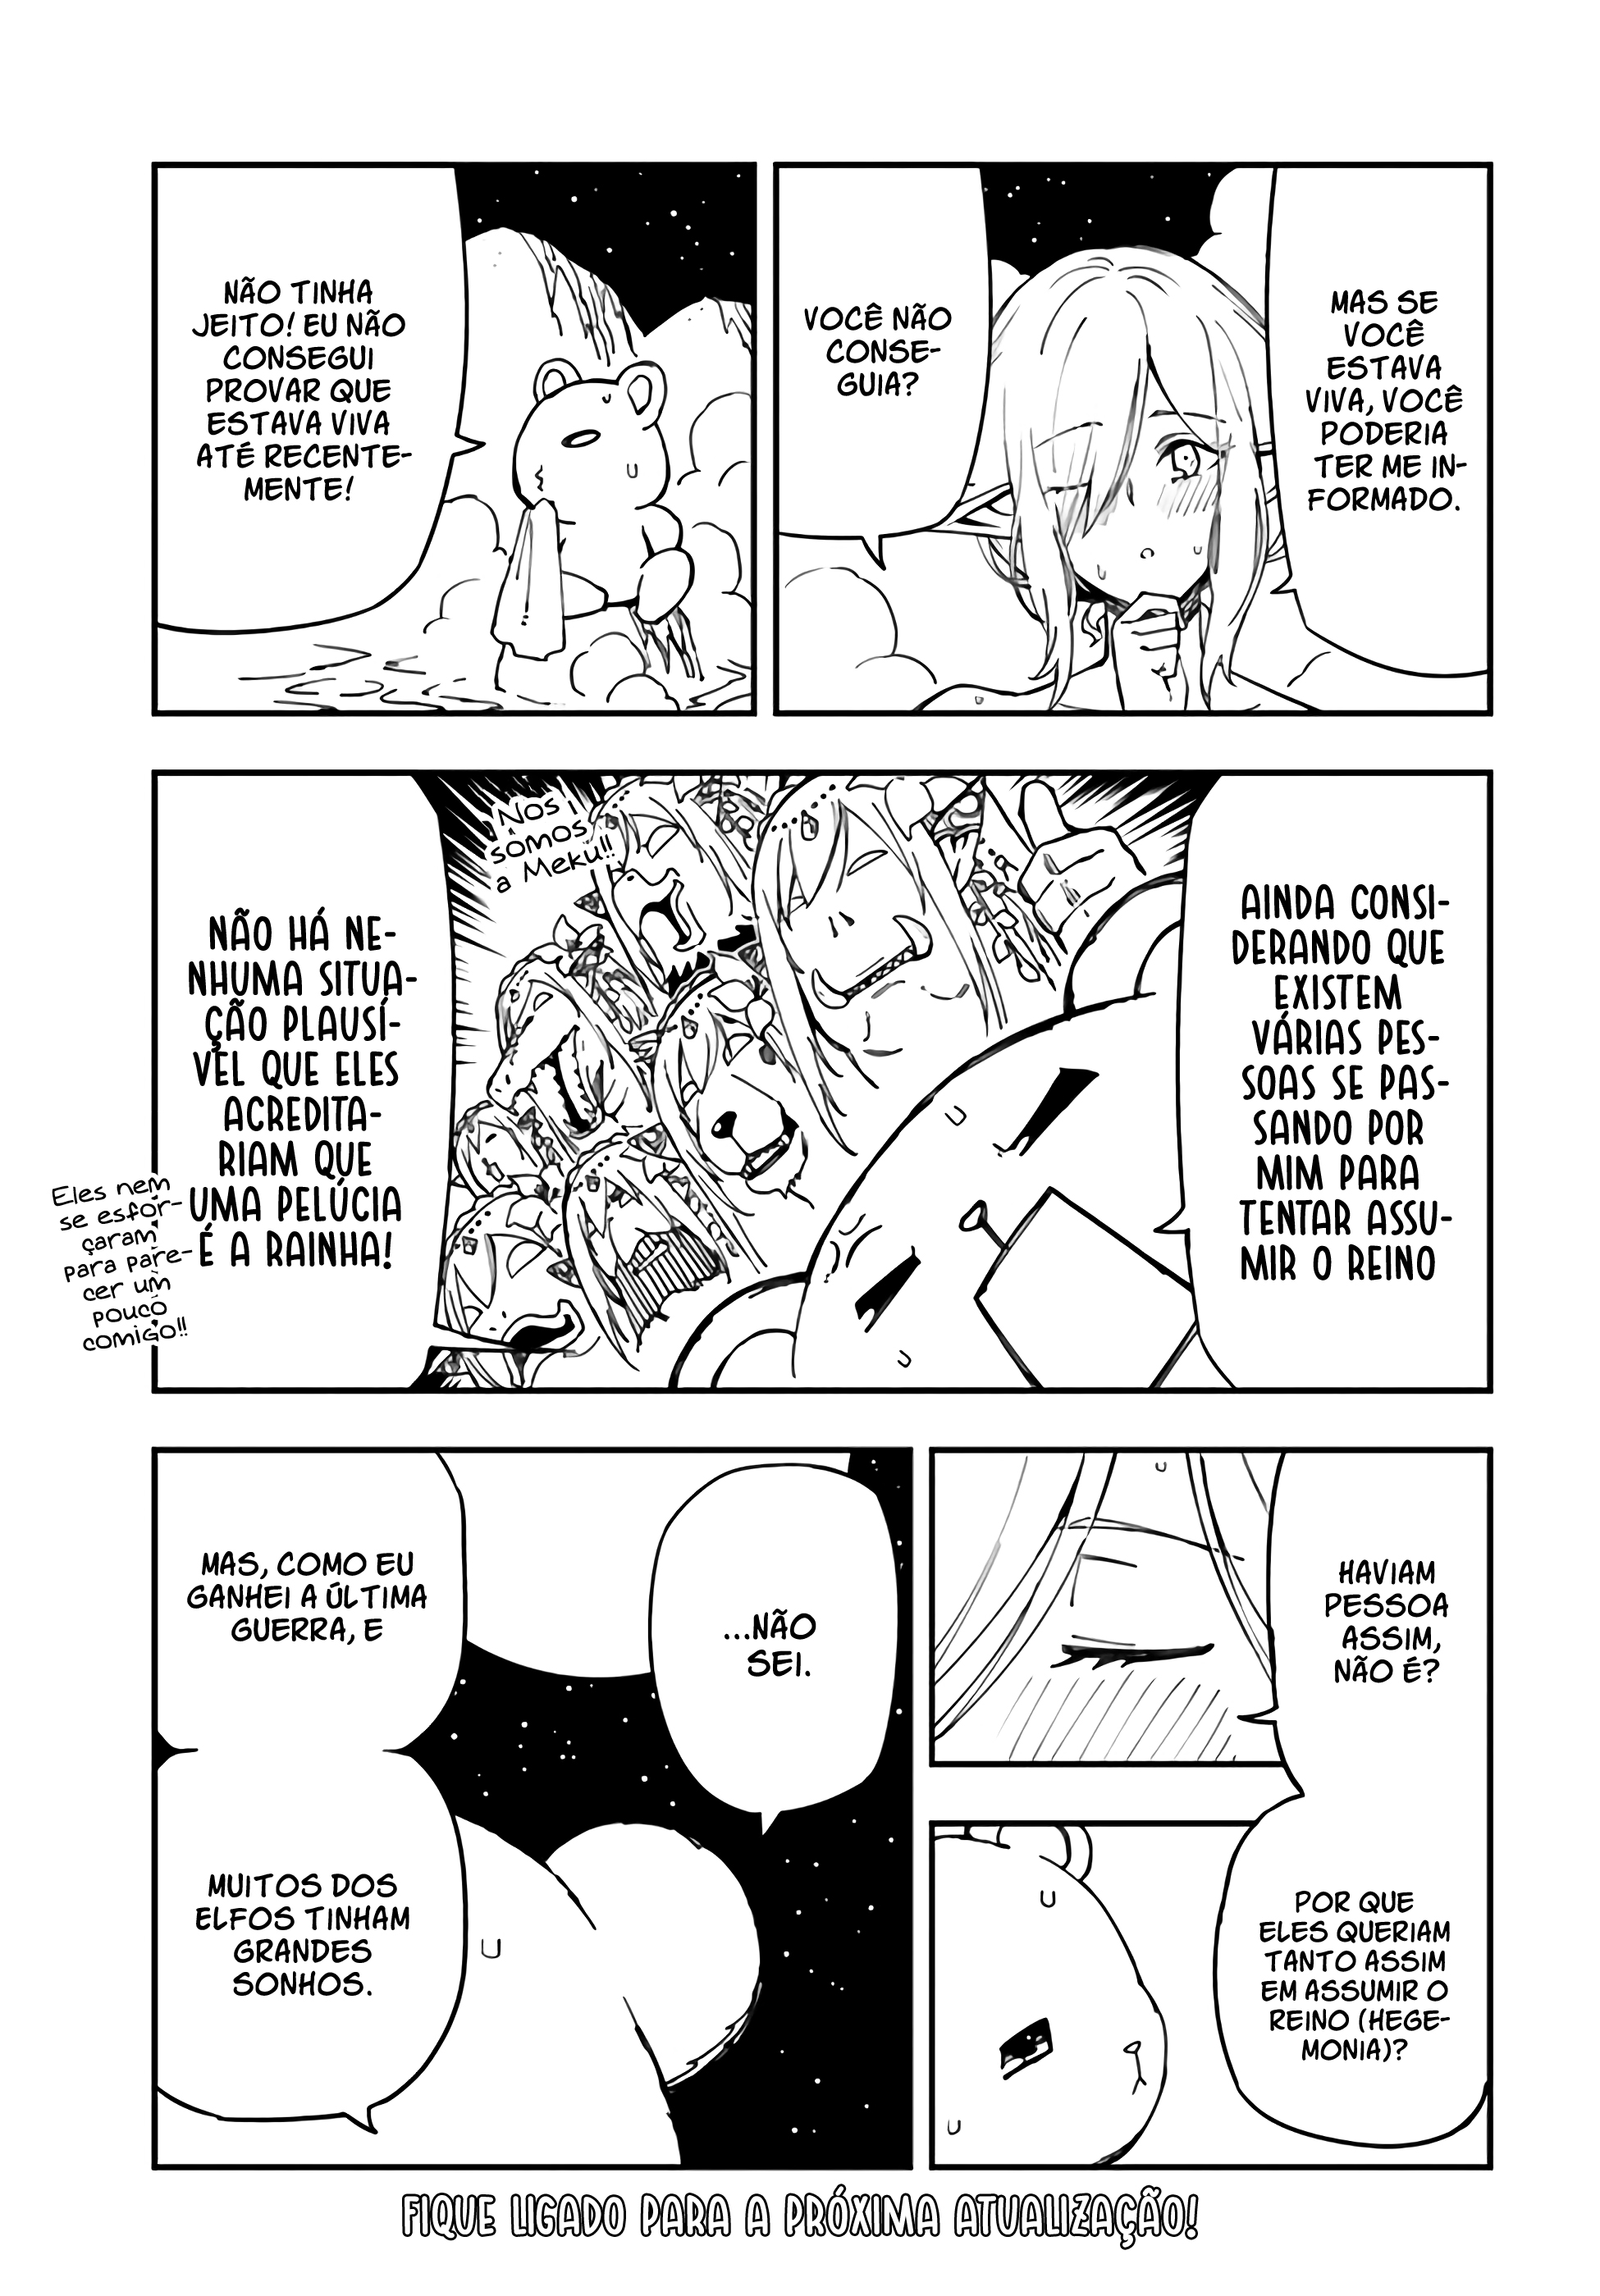 MAS SE
VOCÊ
ESTAVA
VIVA, VOCÊ
PODERIA
TER ME IN-
FORMADO.
VOCÊ NÃO
CONSE-
GUIA?
NÃO TINHA
JEITO! EU NÃO
CONSEGUI
PROVAR QUE
ESTAVA VIVA
ATÉ RECENTE-
MENTE!
AINDA CONSI-
DERANDO QUE
EXISTEM
VÁRIAS PES-
SOAS SE PAS-
SANDO POR
MIM PARA
TENTAR ASSU-
MIR O REINO
Nos
somos
a Meku!!
NÃO HÁ NE-
NHUMA SITUA-
ÇÃO PLAUSÍ-
VEL QUE ELES
ACREDITA-
RIAM QUE
UMA PELÚCIA
É A RAINHA!
Eles nem
se esfor-
çaram
para pare-
cer um
pouco
comigo!!
HAVIAM
PESSOA
ASSIM,
NÃO É?
POR QUE
ELES QUERIAM
TANTO ASSIM
EM ASSUMIR O
REINO (HEGE-
MONIA)?
...NÃO
SEI.
MAS, COMO EU
GANHEI A ÚLTIMA
GUERRA, E
MUITOS DOS
ELFOS TINHAM
GRANDES
SONHOS.
FIQUE LIGADO PARA A PRÓXIMA ATUALIZAÇÃO!